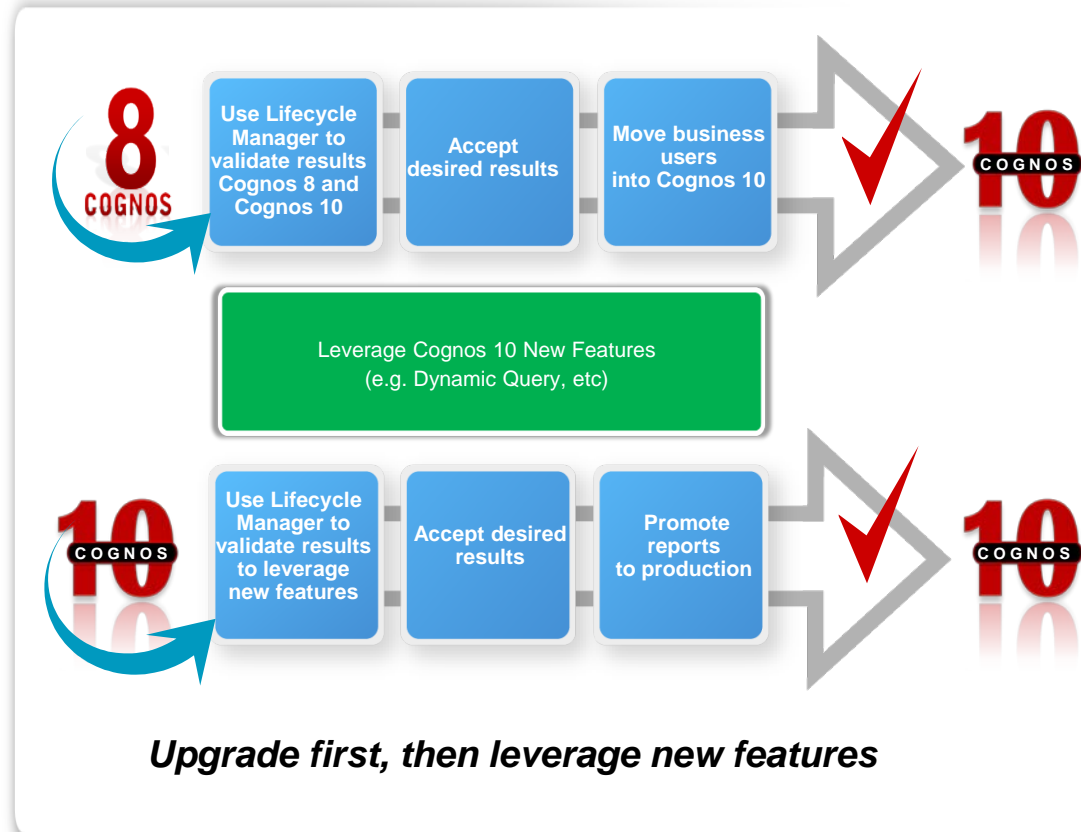 8
COGNOS
Use Lifecycle
Manager to
validate results
Cognos 8 and
Cognos 10
Accept
desired results
Move business
users
into Cognos 10
10
COGNOS
Leverage Cognos 10 New Features
(e.g. Dynamic Query, etc)
10
COGNOS
Use Lifecycle
Manager to
validate results
to leverage
new features
Accept desired
results
Promote
reports
to production
10
COGNOS
Upgrade first, then leverage new features